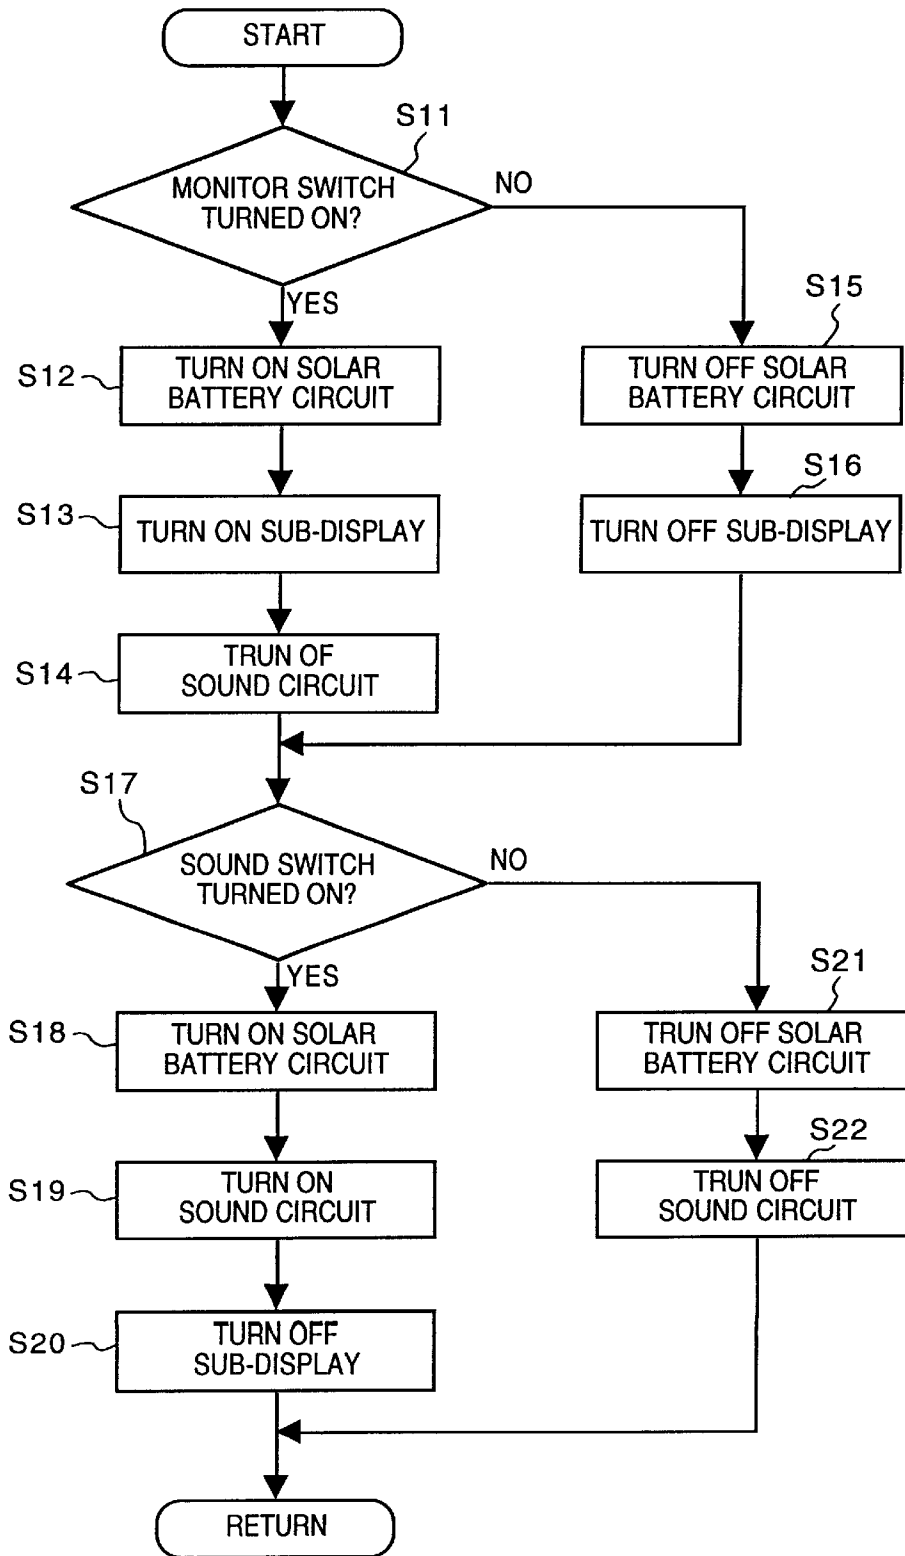 START
S11
MONITOR SWITCH
TURNED ON?
NO
YES
S12
TURN ON SOLAR
BATTERY CIRCUIT
S15
TURN OFF SOLAR
BATTERY CIRCUIT
S13
TURN ON SUB-DISPLAY
S16
TURN OFF SUB-DISPLAY
S14
TRUN OF
SOUND CIRCUIT
S17
SOUND SWITCH
TURNED ON?
NO
YES
S18
TURN ON SOLAR
BATTERY CIRCUIT
S21
TRUN OFF SOLAR
BATTERY CIRCUIT
S19
TURN ON
SOUND CIRCUIT
S22
TRUN OFF
SOUND CIRCUIT
S20
TURN OFF
SUB-DISPLAY
RETURN